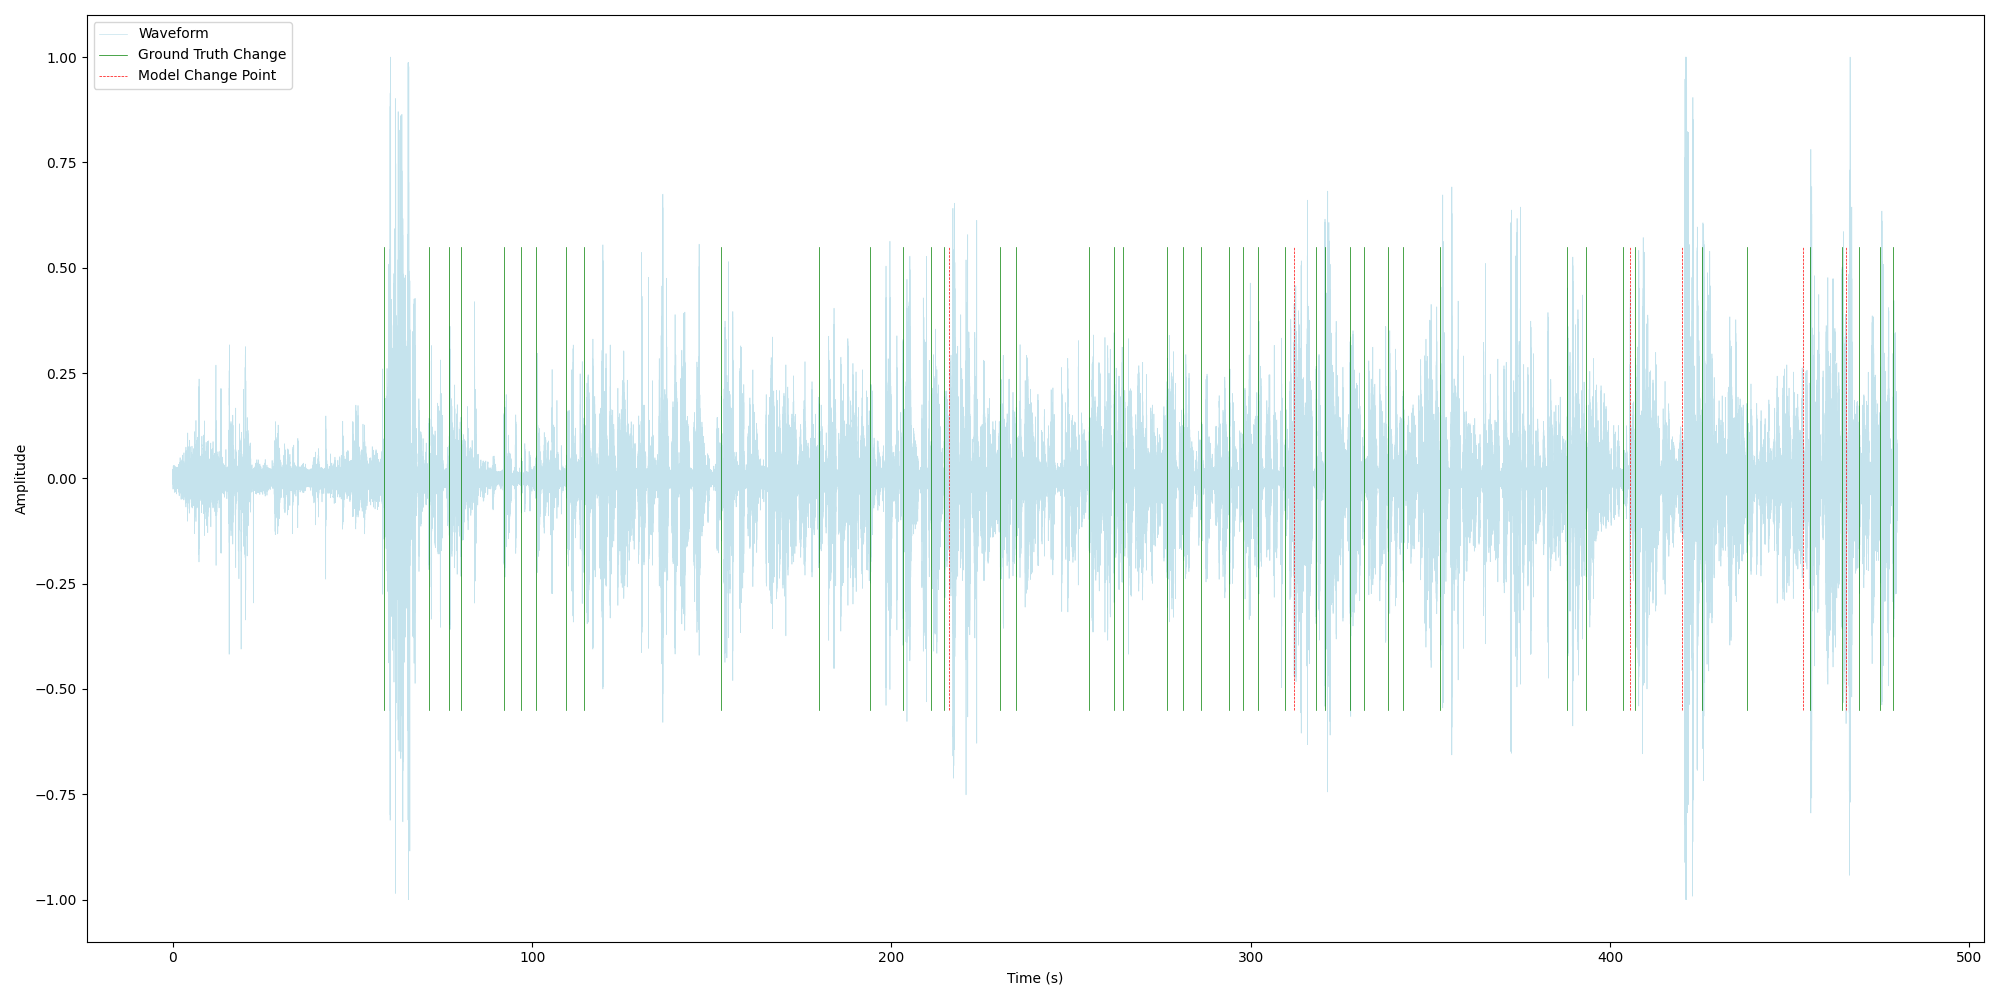 Waveform
Ground Truth Change
Model Change Point
1.00
0.75
0.50
0.25
0.00
−0.25
−0.50
−0.75
−1.00
Amplitude
0 100 200 300 400 500
Time (s)